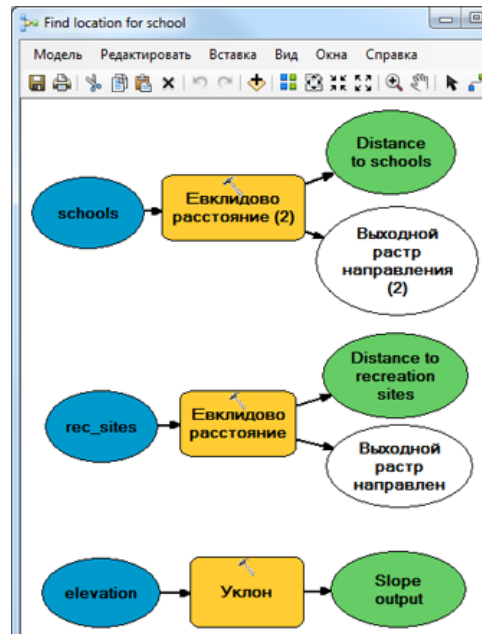 Find location for school
Модель Редактировать Вставка Вид Окна Справка
Distance
to schools
schools
Евклидово
расстояние (2)
Выходной
растр
направления
(2)
Distance to
recreation
sites
rec_sites
Евклидово
расстояние
Выходной
растр
направлен
elevation
Уклон
Slope
output